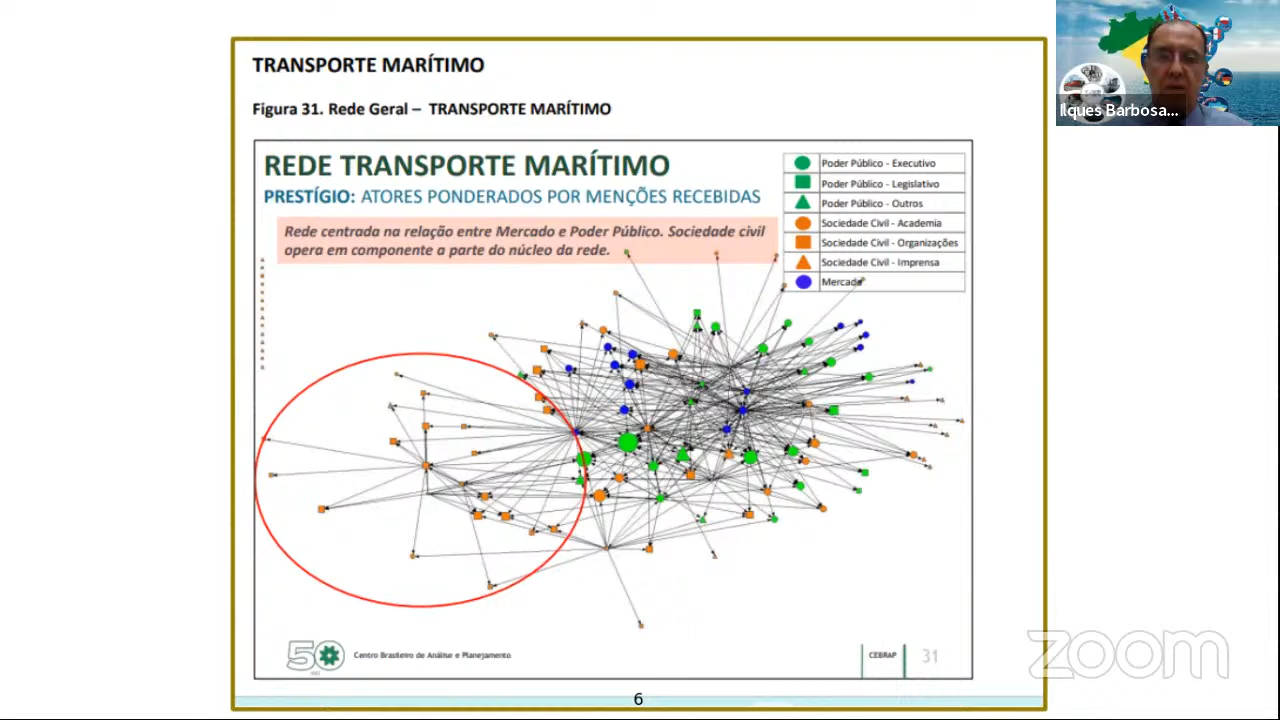 TRANSPORTE MARÍTIMO
Figura 31. Rede Geral – TRANSPORTE MARÍTIMO
REDE TRANSPORTE MARÍTIMO
PRESTÍGIO: ATORES PONDERADOS POR MENÇÕES RECEBIDAS
Rede centrada na relação entre Mercado e Poder Público. Sociedade civil
opera em componente a parte do núcleo da rede.
Poder Público - Executivo
Poder Público - Legislativo
Poder Público - Outros
Sociedade Civil - Academia
Sociedade Civil - Organizações
Sociedade Civil - Imprensa
Mercado
Ilques Barbosa...
50
Centro Brasileiro de Análise e Planejamento
CEBRAP
31
6
zoom